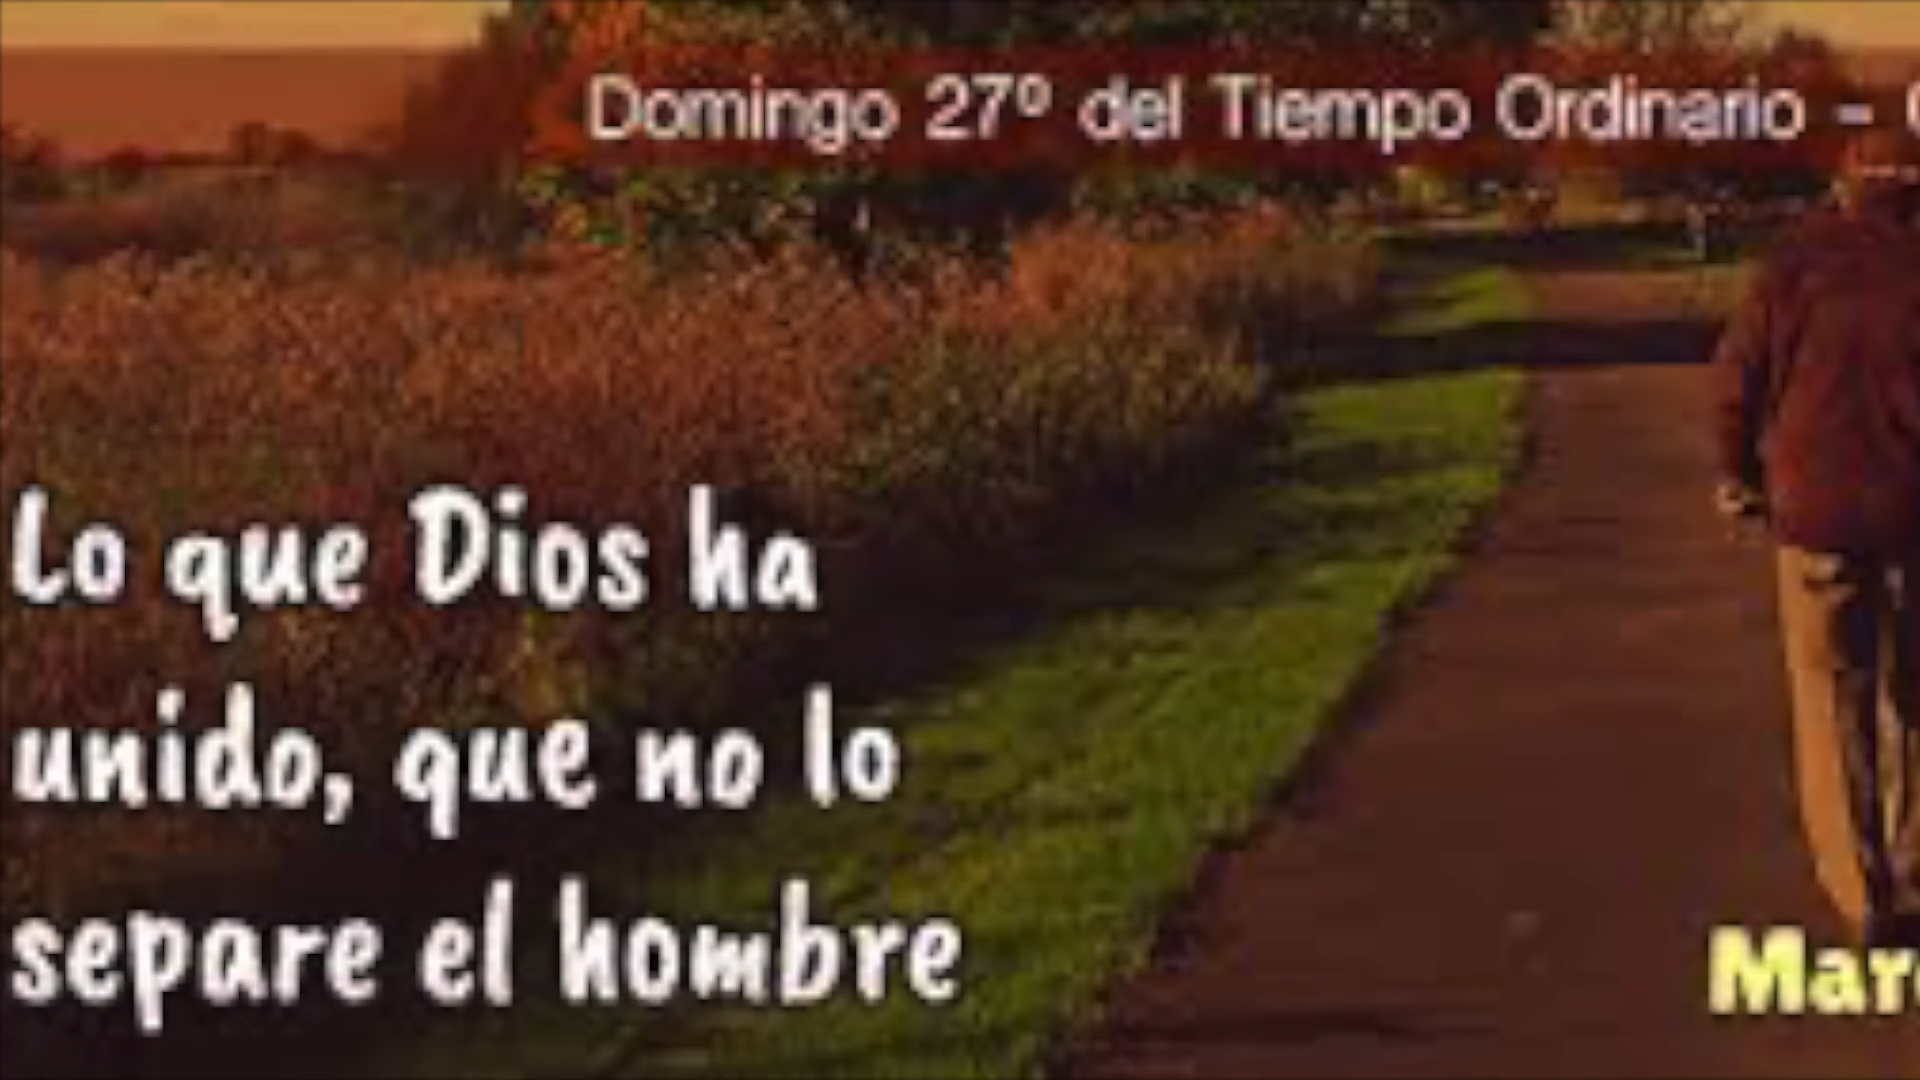 Domingo 27º del Tiempo Ordinario -
Lo que Dios ha
unido, que no lo
separe el hombre